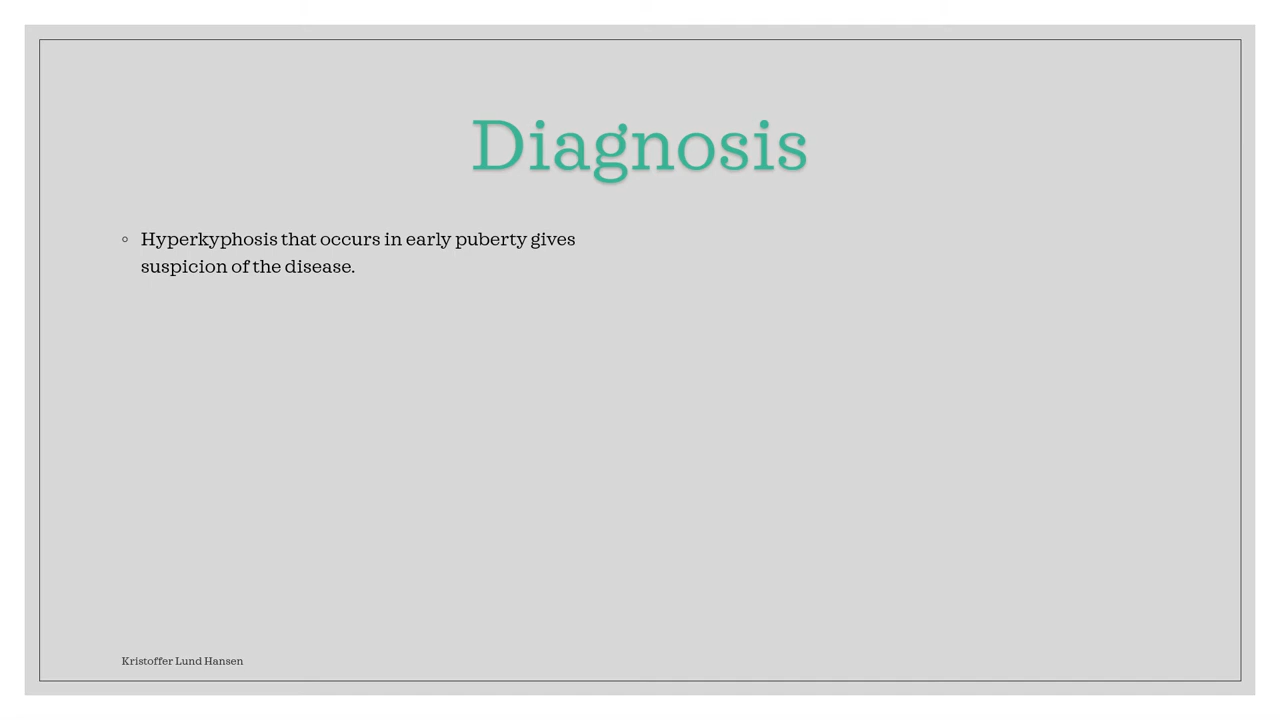 Diagnosis
◦ Hyperkyphosis that occurs in early puberty gives
suspicion of the disease.
Kristoffer Lund Hansen